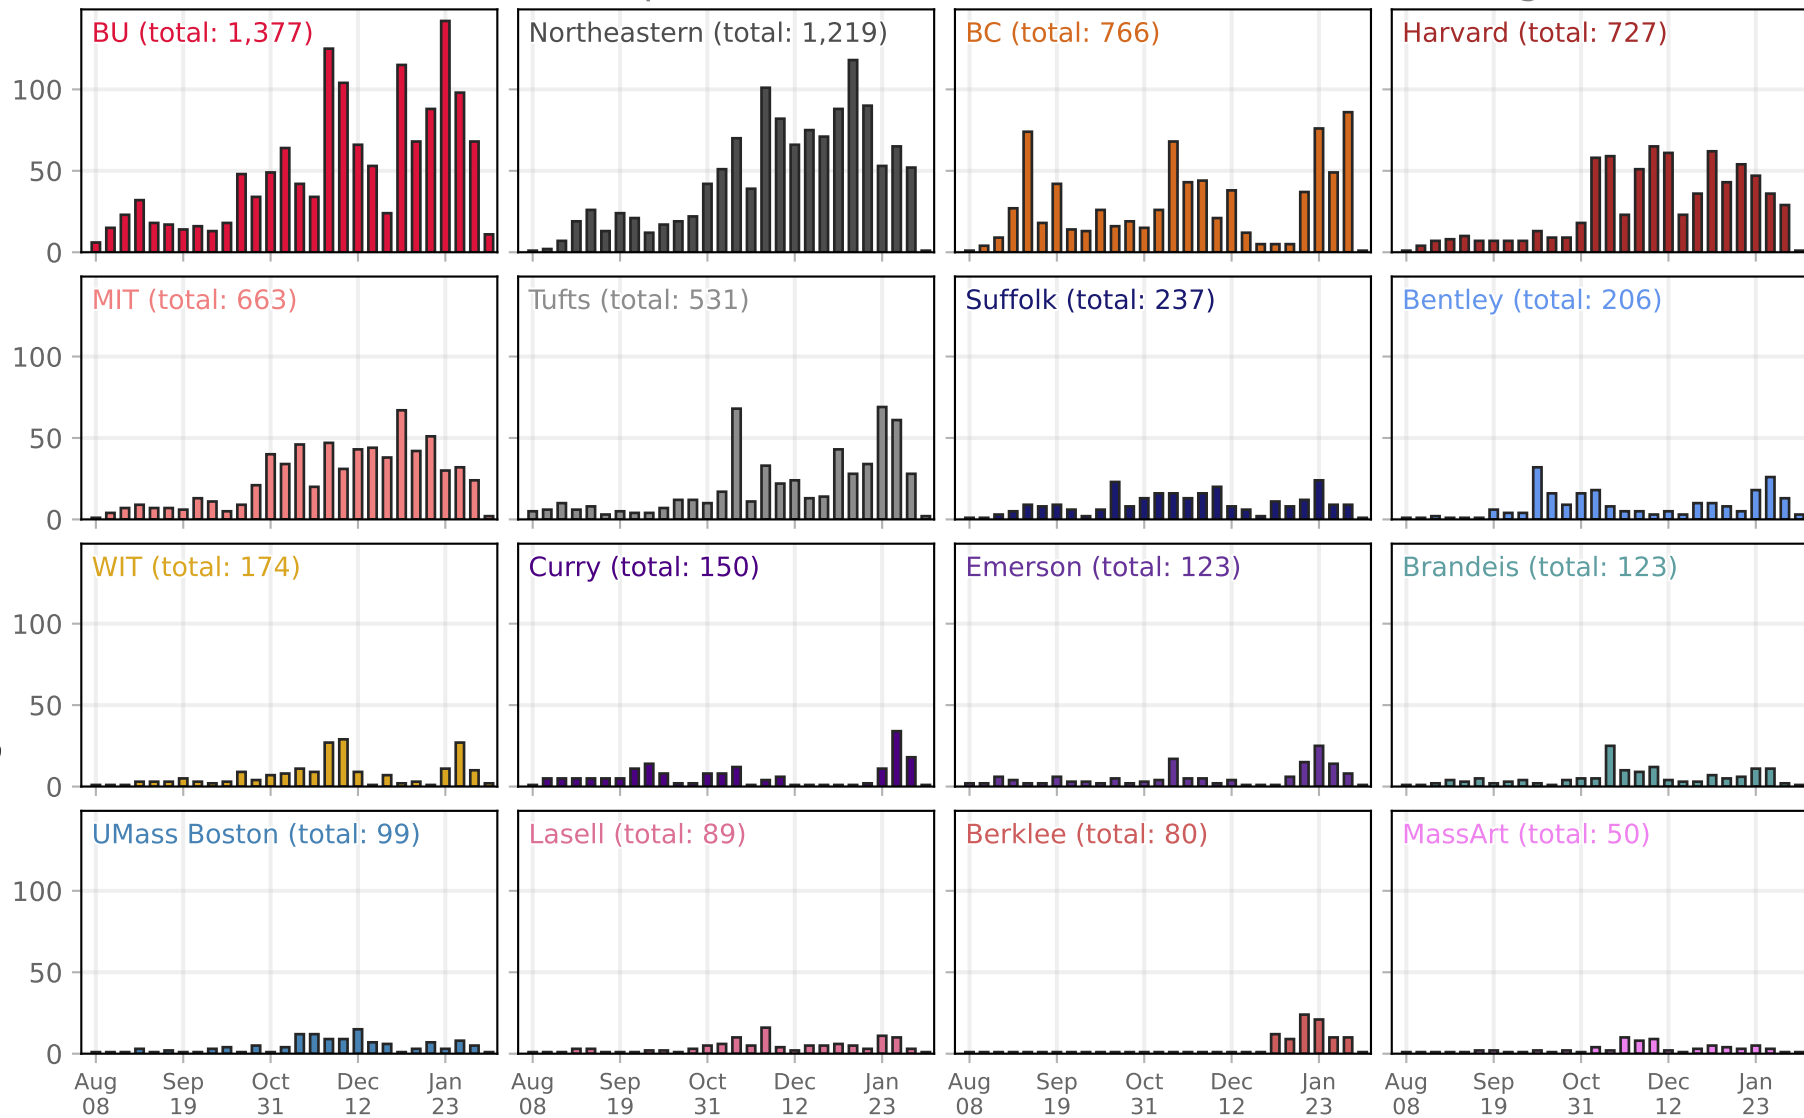 BU (total: 1,377)
Northeastern (total: 1,219)
BC (total: 766)
Harvard (total: 727)
100
50
0
MIT (total: 663)
Tufts (total: 531)
Suffolk (total: 237)
Bentley (total: 206)
100
50
0
WIT (total: 174)
Curry (total: 150)
Emerson (total: 123)
Brandeis (total: 123)
100
50
0
UMass Boston (total: 99)
Lasell (total: 89)
Berklee (total: 80)
MassArt (total: 50)
100
50
0
Aug 08
Sep 19
Oct 31
Dec 12
Jan 23
Aug 08
Sep 19
Oct 31
Dec 12
Jan 23
Aug 08
Sep 19
Oct 31
Dec 12
Jan 23
Aug 08
Sep 19
Oct 31
Dec 12
Jan 23